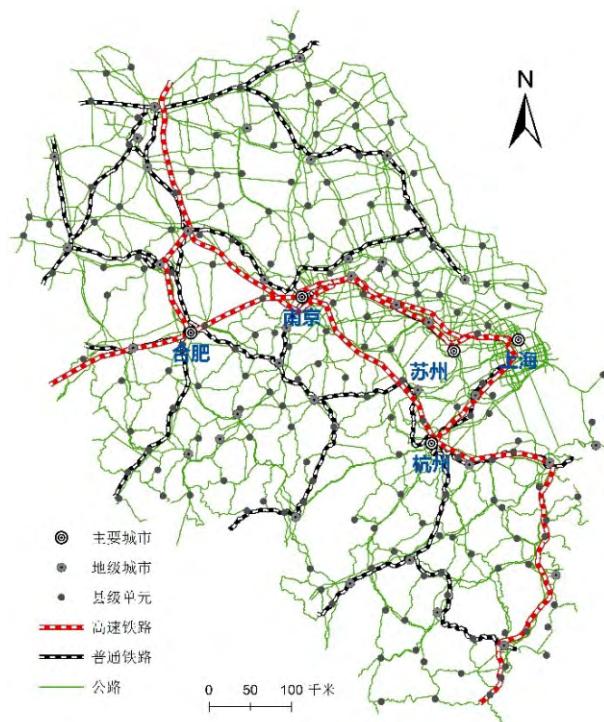 N
南京
合肥
苏州
上海
杭州
主要城市
地级城市
县级单元
高速铁路
普通铁路
公路
0 50 100 千米